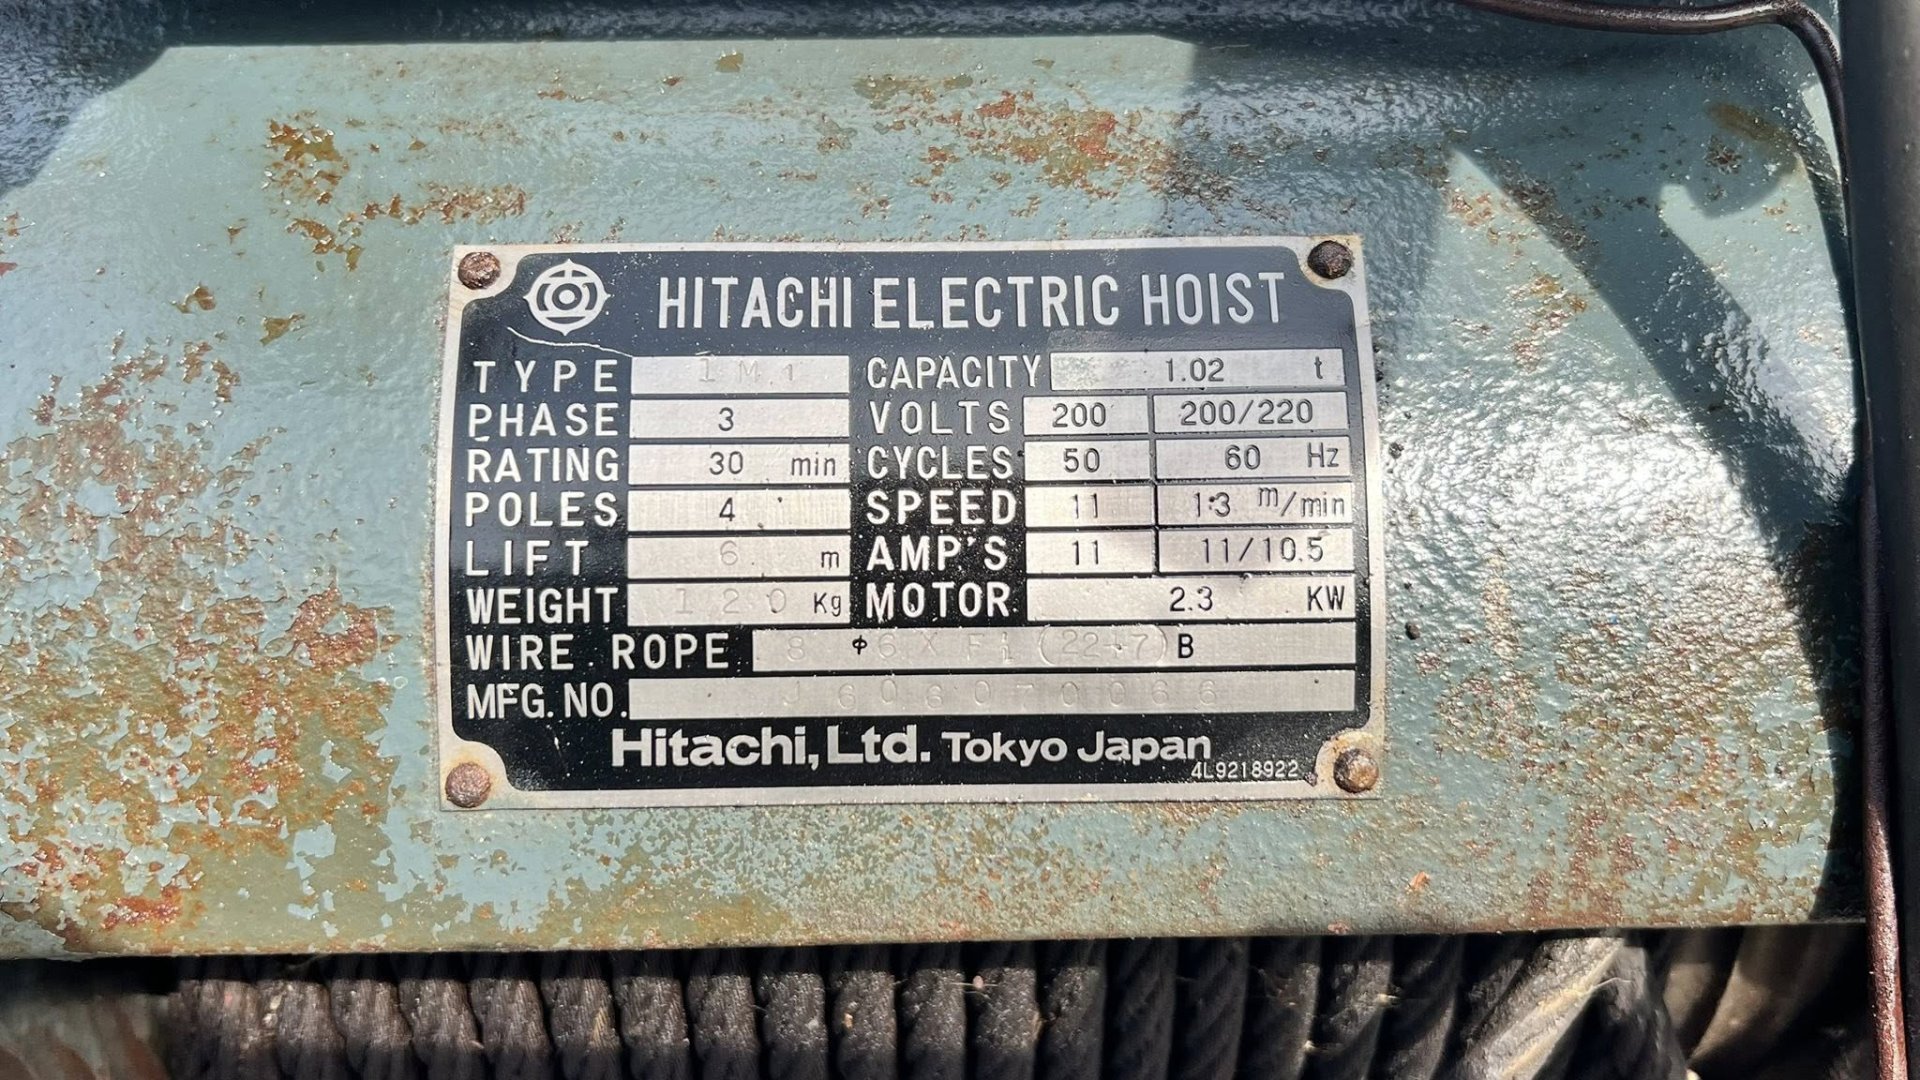 HITACHI ELECTRIC HOIST
TYPE 1M1 CAPACITY 1.02 t
PHASE 3 VOLTS 200 200/220
RATING 30 min CYCLES 50 60 Hz
POLES 4 SPEED 11 13 m/min
LIFT 6 m AMP'S 11 11/10.5
WEIGHT 120 Kg MOTOR 2.3 KW
WIRE ROPE 8 φ6 X Fi (22+7) B
MFG. NO.
Hitachi, Ltd. Tokyo Japan
4L9218922